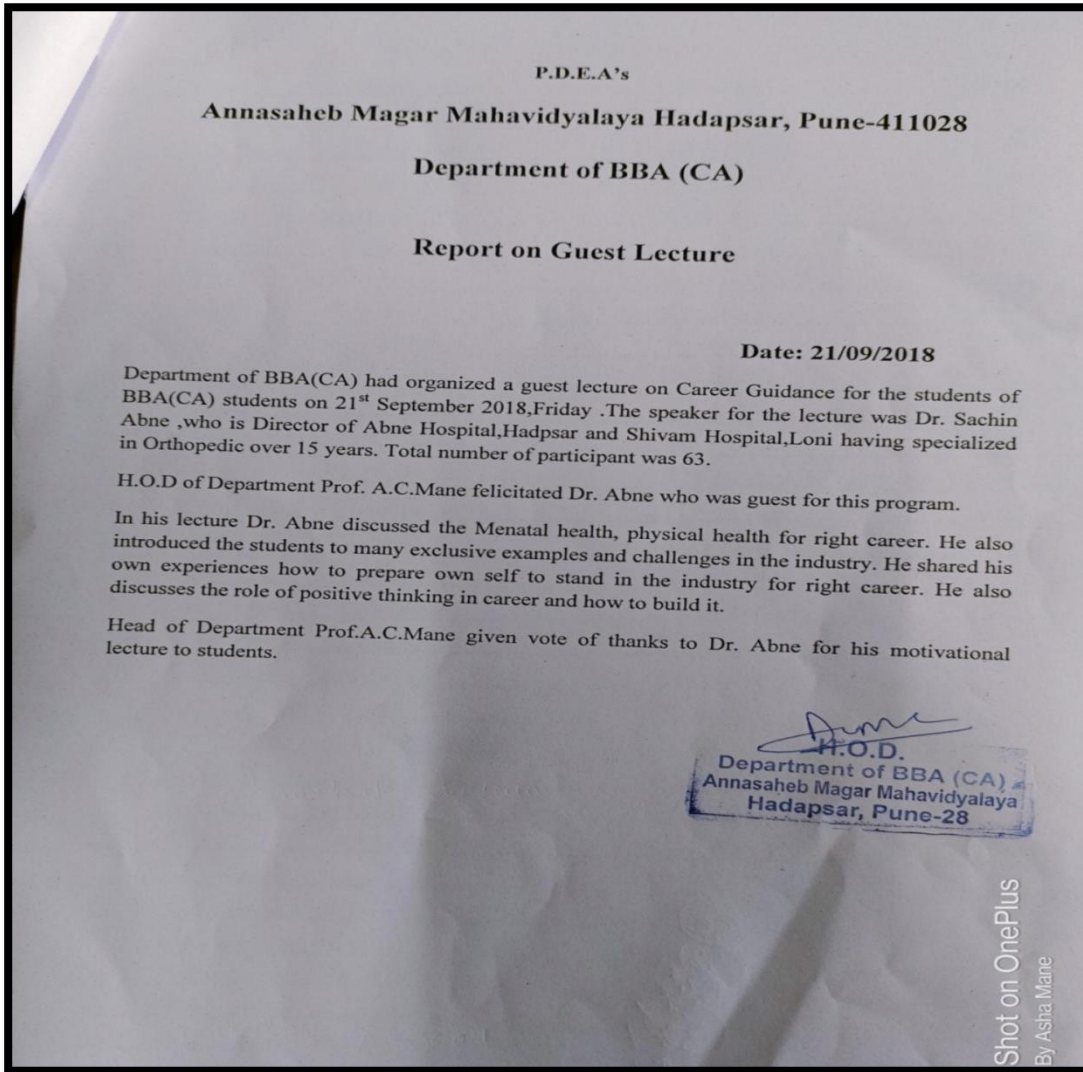 P.D.E.A's
Annasaheb Magar Mahavidyalaya Hadapsar, Pune-411028
Department of BBA (CA)
Report on Guest Lecture
Date: 21/09/2018
Department of BBA(CA) had organized a guest lecture on Career Guidance for the students of
BBA(CA) students on 21st September 2018,Friday .The speaker for the lecture was Dr. Sachin
Abne ,who is Director of Abne Hospital,Hadpsar and Shivam Hospital,Loni having specialized
in Orthopedic over 15 years. Total number of participant was 63.
H.O.D of Department Prof. A.C.Mane felicitated Dr. Abne who was guest for this program.
In his lecture Dr. Abne discussed the Menatal health, physical health for right career. He also
introduced the students to many exclusive examples and challenges in the industry. He shared his
own experiences how to prepare own self to stand in the industry for right career. He also
discusses the role of positive thinking in career and how to build it.
Head of Department Prof.A.C.Mane given vote of thanks to Dr. Abne for his motivational
lecture to students.
H.O.D.
Department of BBA (CA)
Annasaheb Magar Mahavidyalaya
Hadapsar, Pune-28
Shot on OnePlus
By Asha Mane